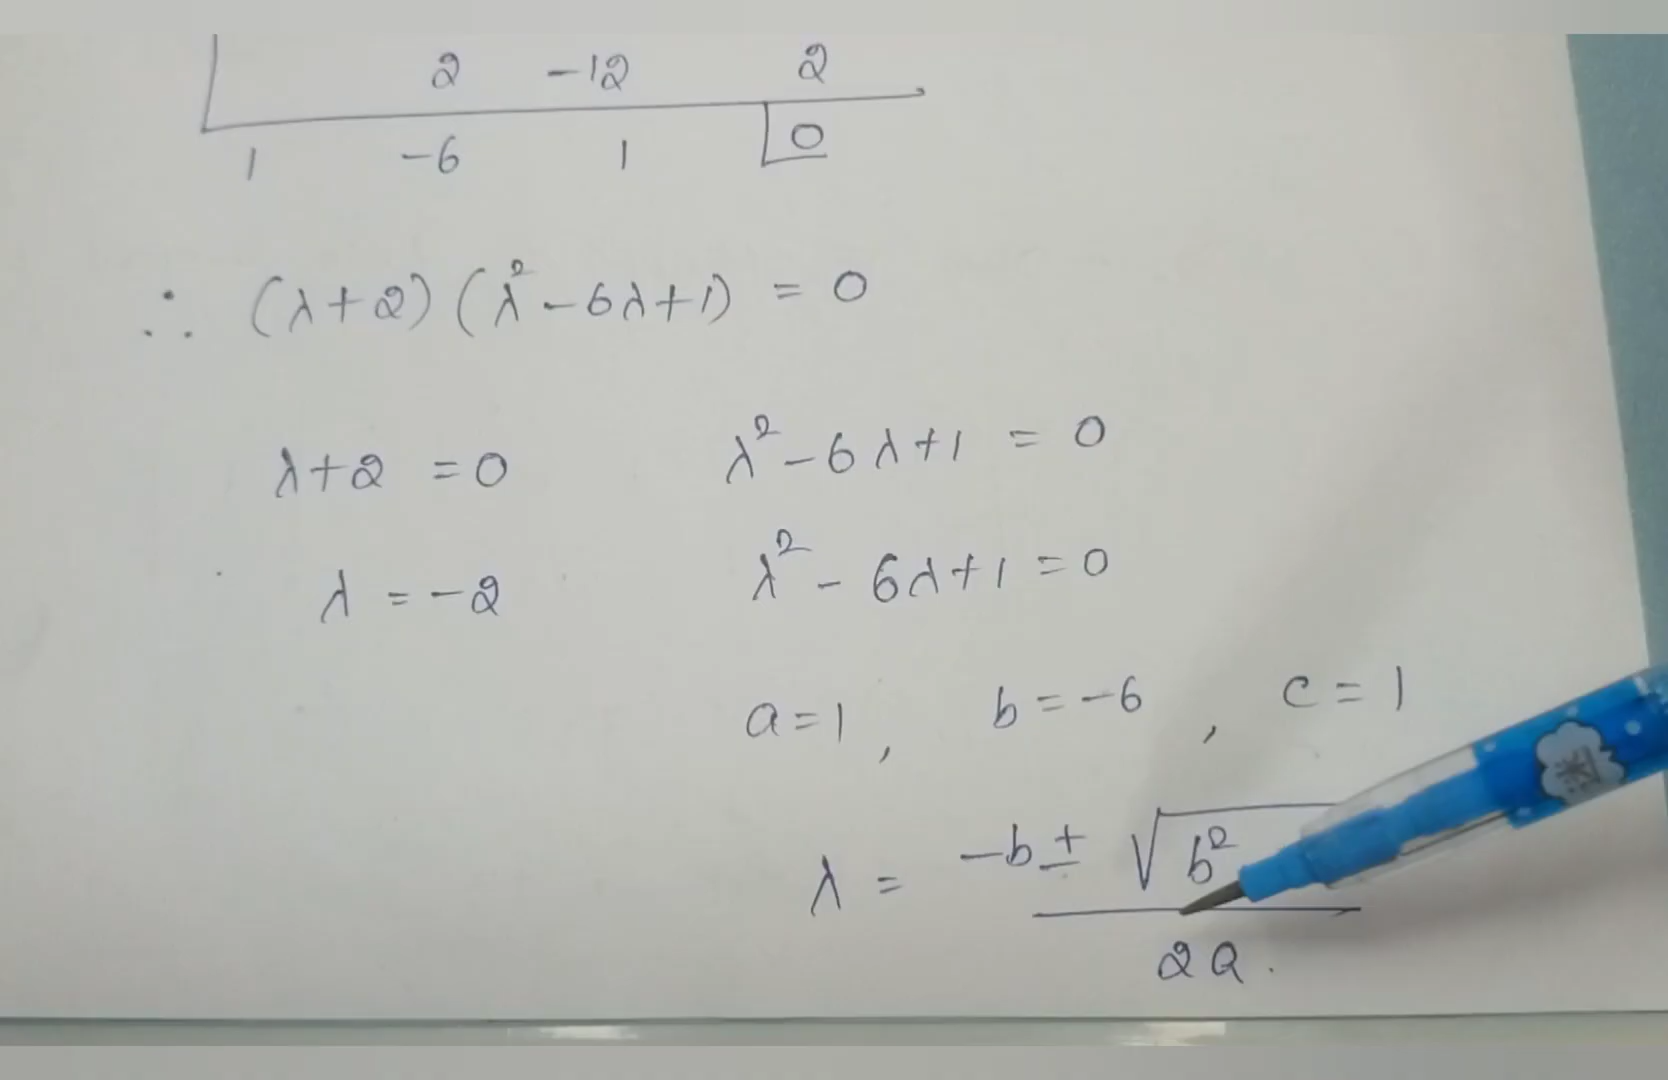 2 -12 2
1 -6 1 0
∴ (λ+2) (λ²-6λ+1) = 0
λ+2 = 0 λ²-6λ+1 = 0
λ = -2 λ²-6λ+1 = 0
a=1, b=-6, c=1
λ = -b± √b²
2a.